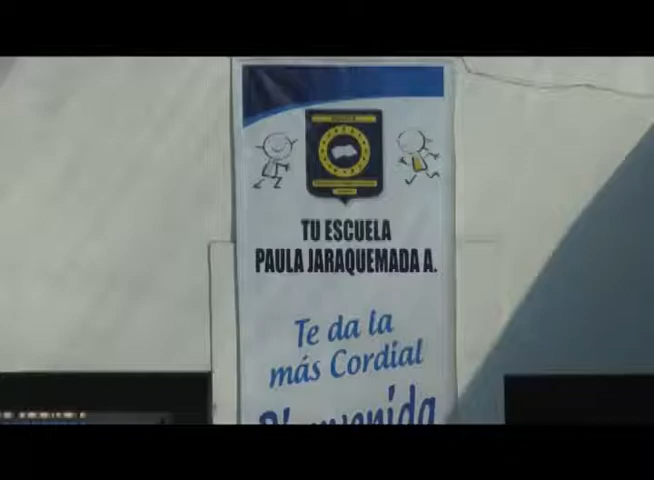 TU ESCUELA
PAULA JARAQUEMADA A.
Te da la
más Cordial
Bienvenida